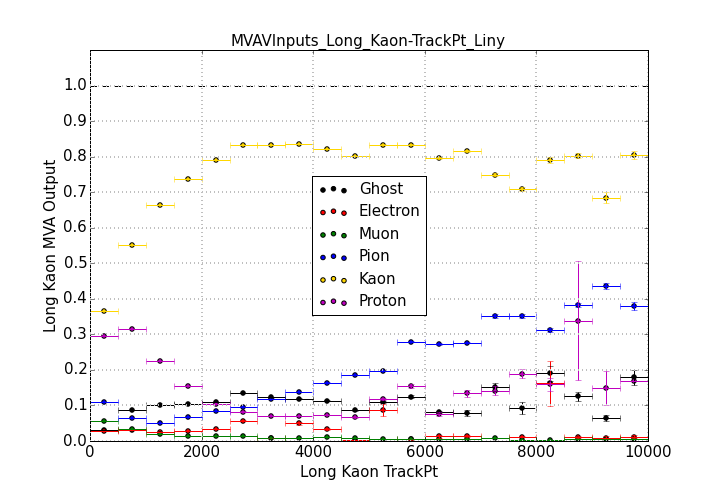 MVAVInputs_Long_Kaon-TrackPt_Liny
Long Kaon MVA Output
1.0
0.9
0.8
0.7
0.6
0.5
0.4
0.3
0.2
0.1
0.0
Ghost
Electron
Muon
Pion
Kaon
Proton
0 2000 4000 6000 8000 10000
Long Kaon TrackPt